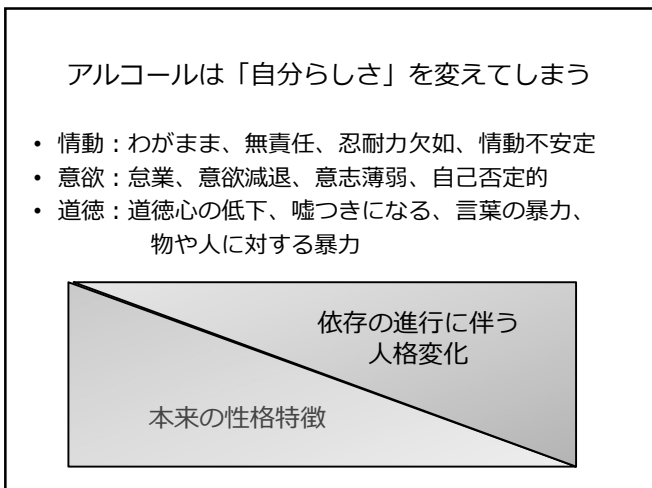 アルコールは「自分らしさ」を変えてしまう
• 情動：わがまま、無責任、忍耐力欠如、情動不安定
• 意欲：怠業、意欲減退、意志薄弱、自己否定的
• 道徳：道徳心の低下、嘘つきになる、言葉の暴力、
物や人に対する暴力
依存の進行に伴う
人格変化
本来の性格特徴